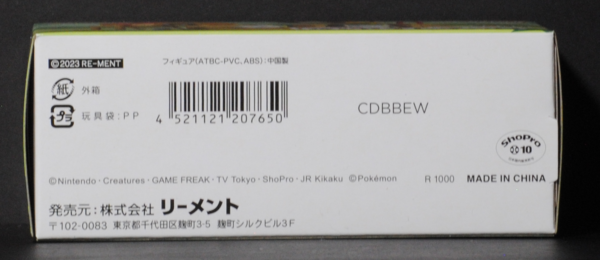 ©2023 RE-MENT
フィギュア(ATBC-PVC, ABS):中国製
紙 外箱
プラ 玩具袋:PP
4 521121 207650
CDBBEW
ShoPro
10
©Nintendo・Creatures・GAME FREAK・TV Tokyo・ShoPro・JR Kikaku ©Pokémon
R 1000 MADE IN CHINA
発売元:株式会社 リーメント
〒102-0083 東京都千代田区麹町3-5 麹町シルクビル3F